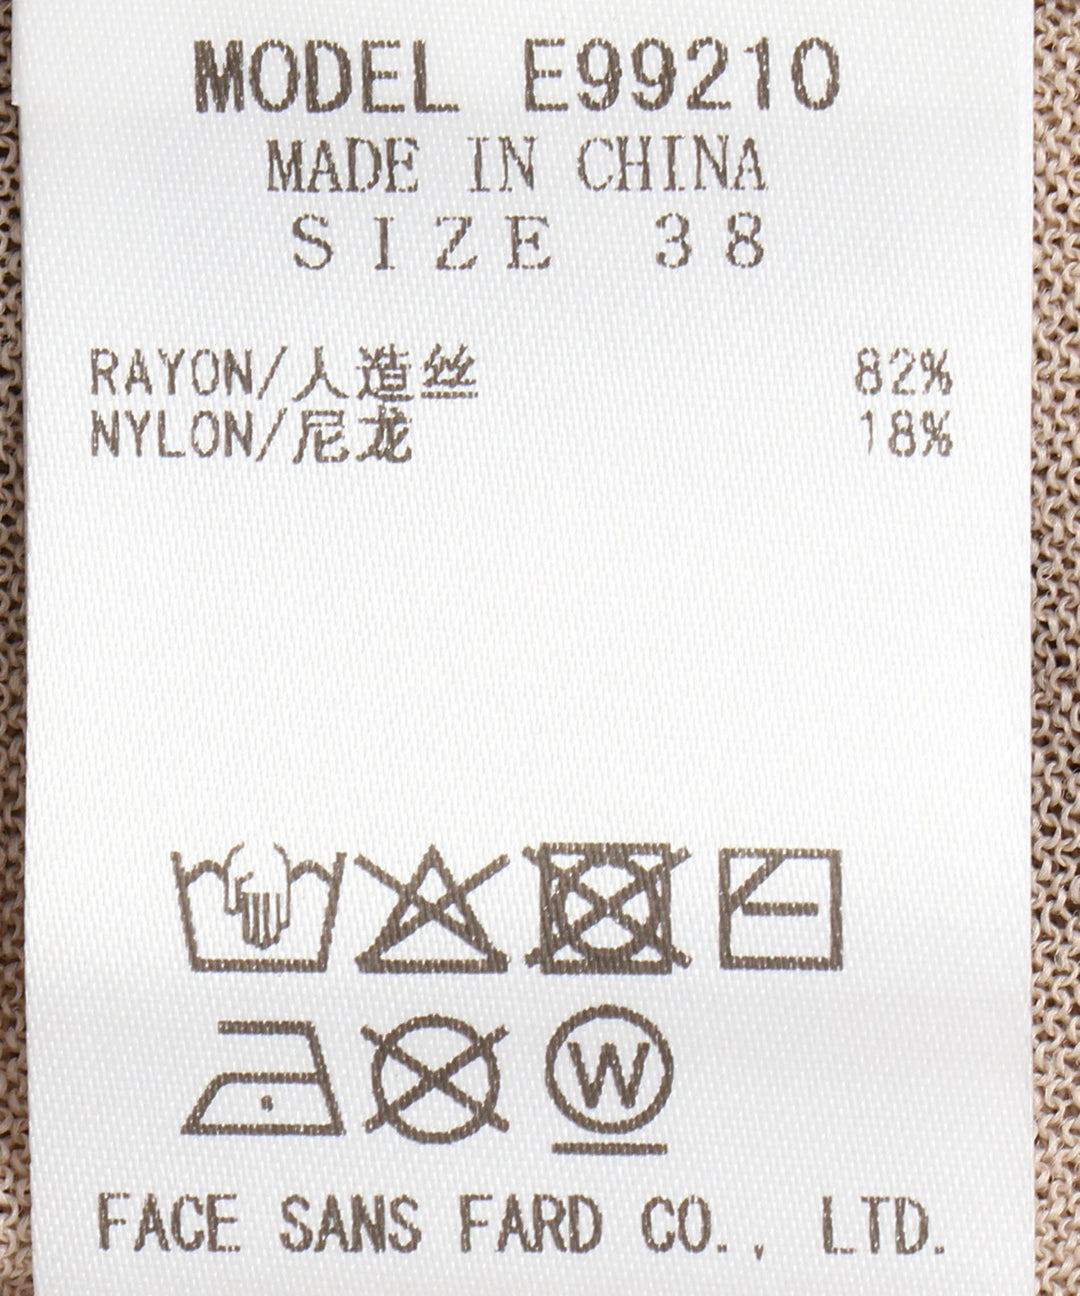 MODEL E99210
MADE IN CHINA
SIZE 38
RAYON/人造丝 82%
NYLON/尼龙 18%
W
FACE SANS FARD CO., LTD.